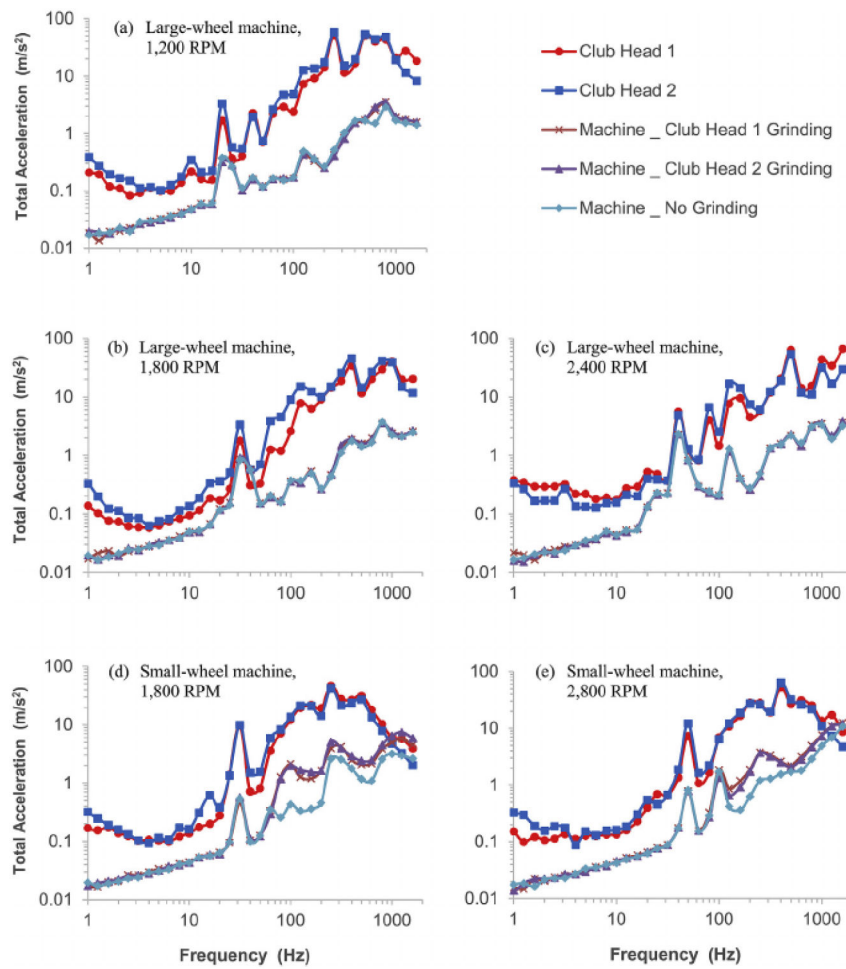 (a) Large-wheel machine,
1,200 RPM
Total Acceleration (m/s²)
100
10
1
0.1
0.01
1 10 100 1000
Club Head 1
Club Head 2
Machine _ Club Head 1 Grinding
Machine _ Club Head 2 Grinding
Machine _ No Grinding
(b) Large-wheel machine,
1,800 RPM
Total Acceleration (m/s²)
100
10
1
0.1
0.01
1 10 100 1000
(c) Large-wheel machine,
2,400 RPM
100
10
1
0.1
0.01
1 10 100 1000
(d) Small-wheel machine,
1,800 RPM
Total Acceleration (m/s²)
100
10
1
0.1
0.01
1 10 100 1000
Frequency (Hz)
(e) Small-wheel machine,
2,800 RPM
100
10
1
0.1
0.01
1 10 100 1000
Frequency (Hz)